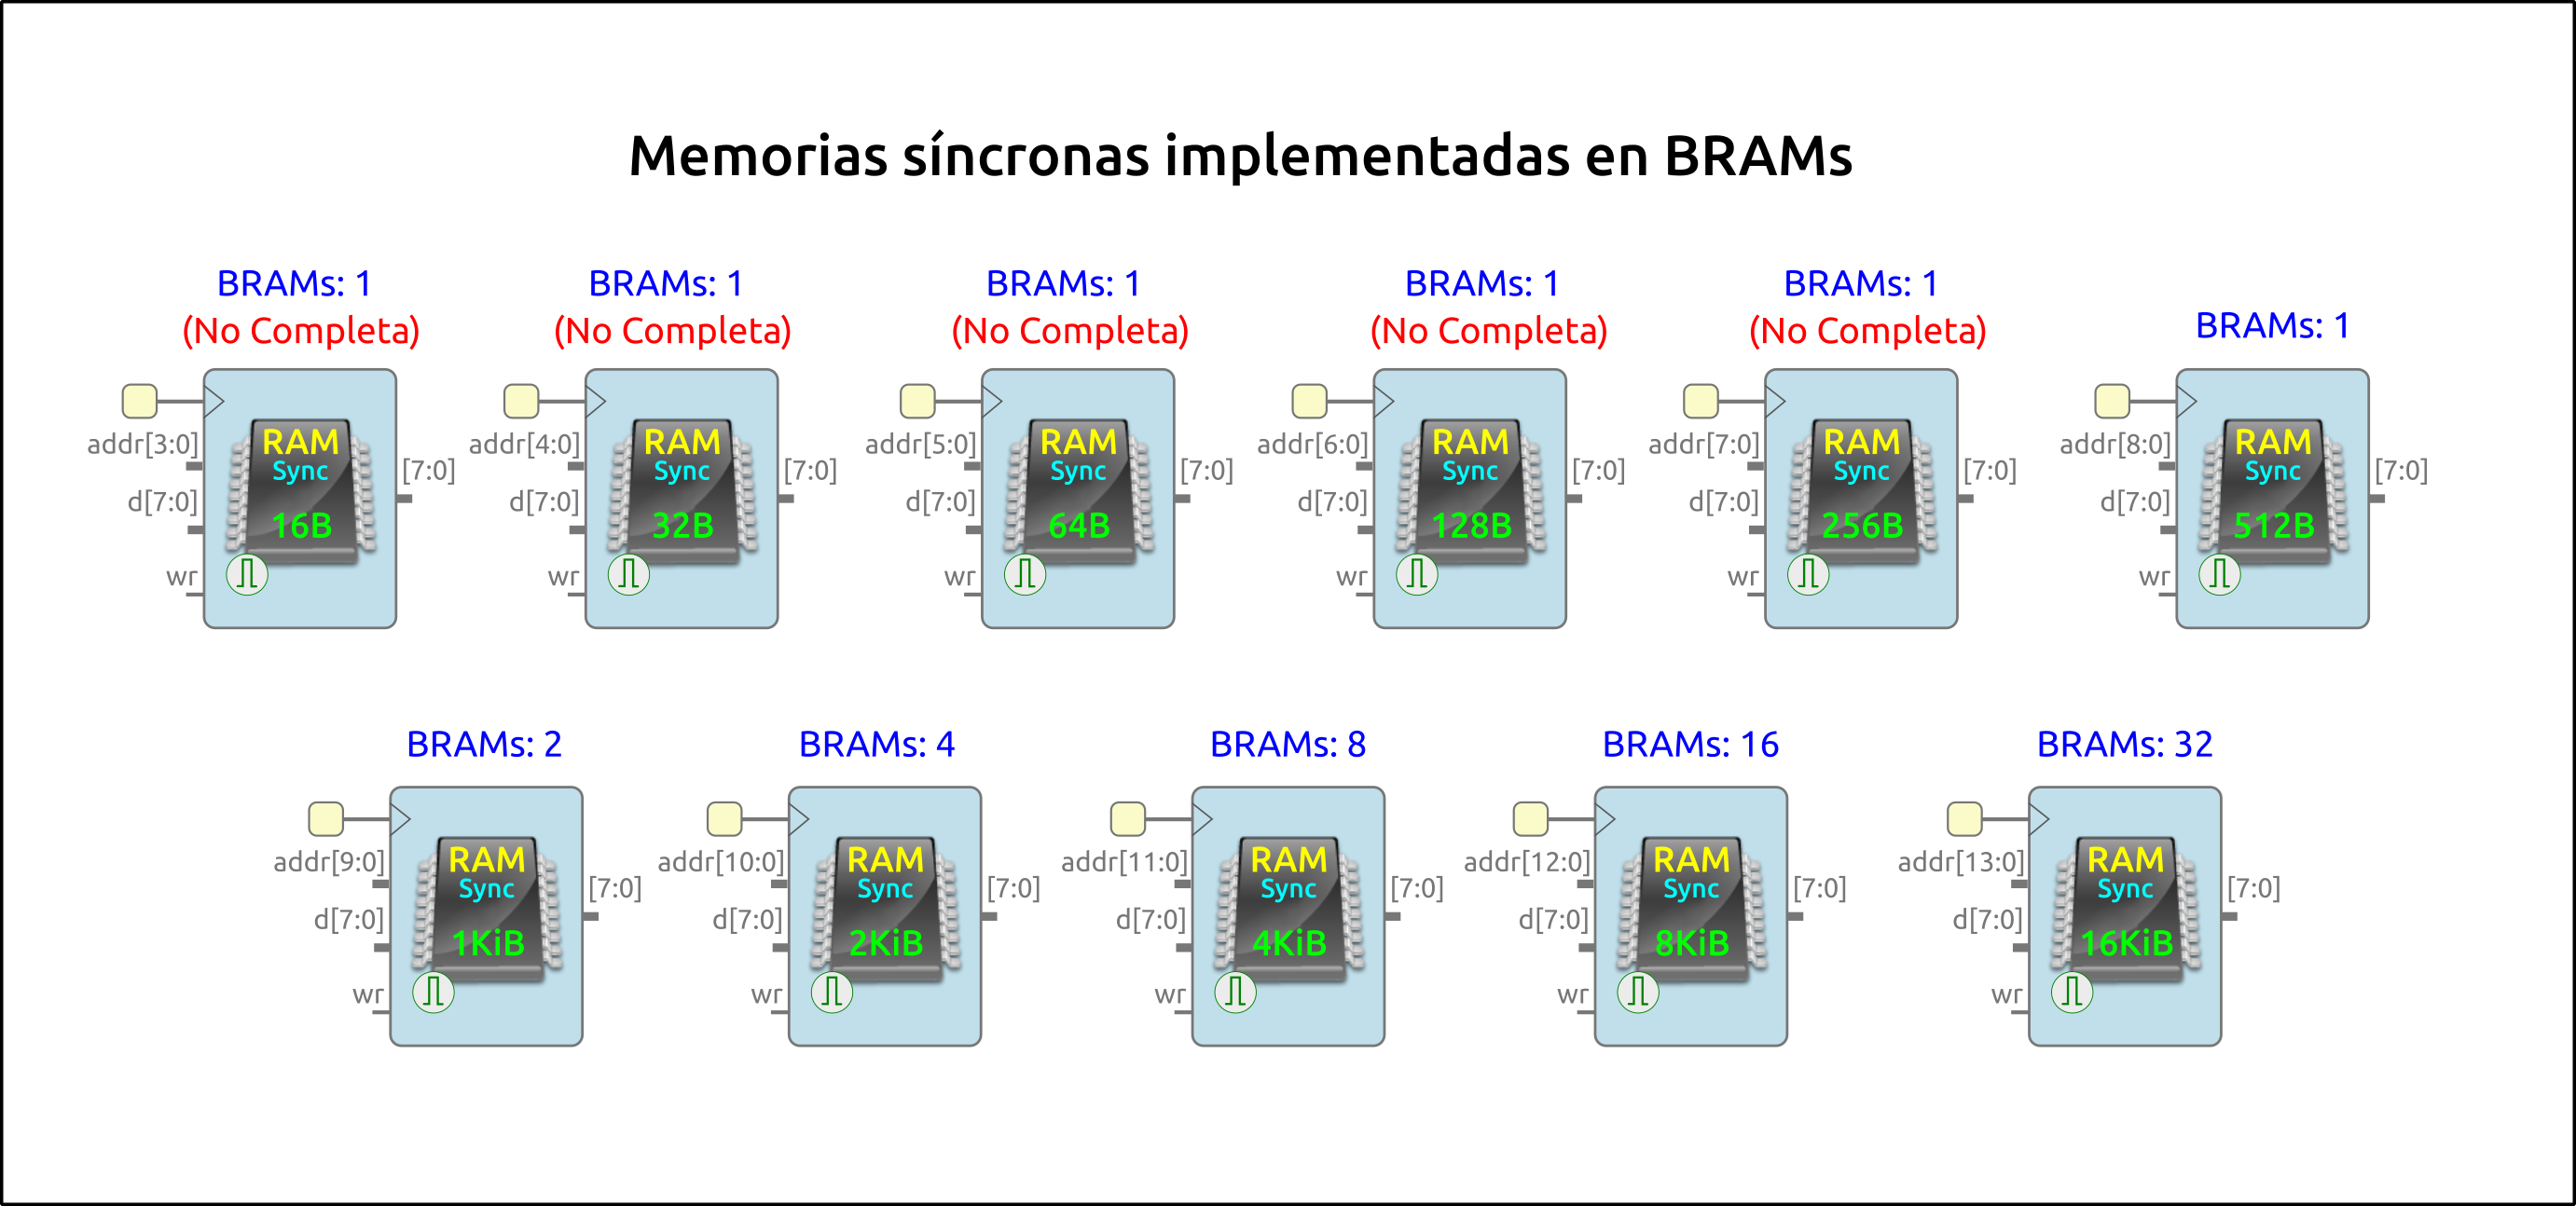 Memorias síncronas implementadas en BRAMs
BRAMs: 1
(No Completa)
addr[3:0]
d[7:0]
wr
RAM
Sync
16B
[7:0]
BRAMs: 1
(No Completa)
addr[4:0]
d[7:0]
wr
RAM
Sync
32B
[7:0]
BRAMs: 1
(No Completa)
addr[5:0]
d[7:0]
wr
RAM
Sync
64B
[7:0]
BRAMs: 1
(No Completa)
addr[6:0]
d[7:0]
wr
RAM
Sync
128B
[7:0]
BRAMs: 1
(No Completa)
addr[7:0]
d[7:0]
wr
RAM
Sync
256B
[7:0]
BRAMs: 1
addr[8:0]
d[7:0]
wr
RAM
Sync
512B
[7:0]
BRAMs: 2
addr[9:0]
d[7:0]
wr
RAM
Sync
1KiB
[7:0]
BRAMs: 4
addr[10:0]
d[7:0]
wr
RAM
Sync
2KiB
[7:0]
BRAMs: 8
addr[11:0]
d[7:0]
wr
RAM
Sync
4KiB
[7:0]
BRAMs: 16
addr[12:0]
d[7:0]
wr
RAM
Sync
8KiB
[7:0]
BRAMs: 32
addr[13:0]
d[7:0]
wr
RAM
Sync
16KiB
[7:0]